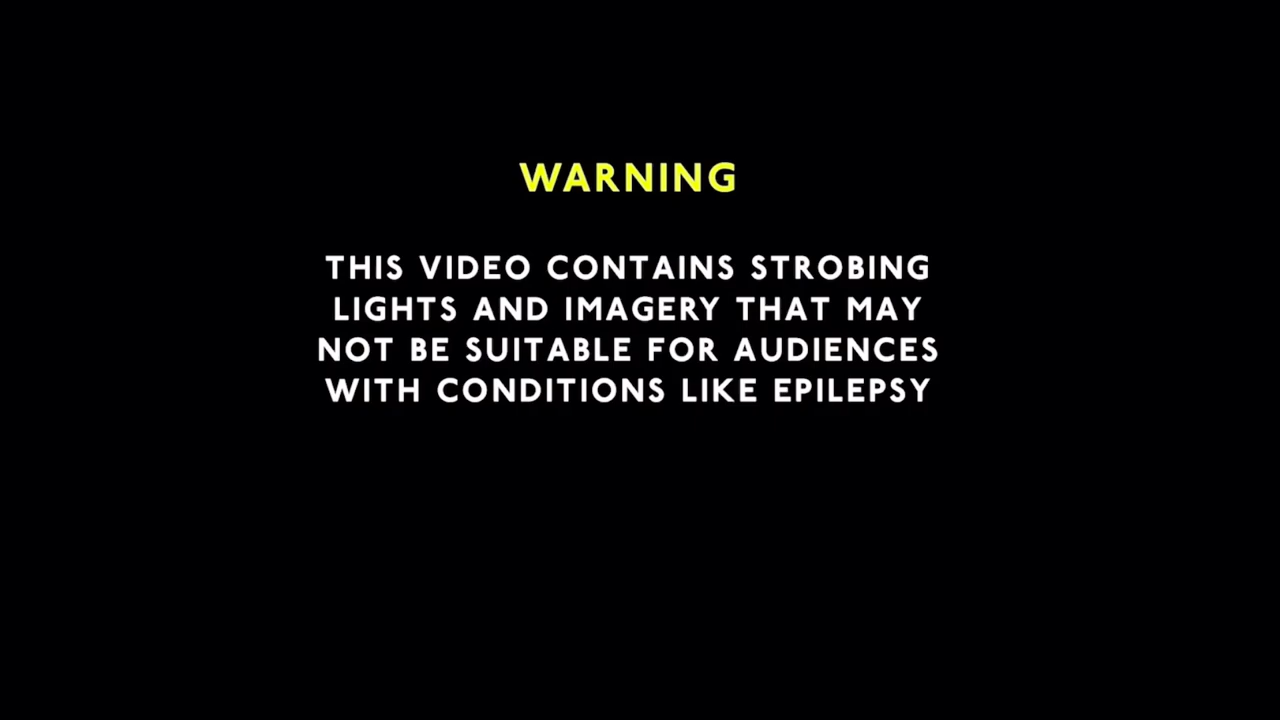 WARNING
THIS VIDEO CONTAINS STROBING
LIGHTS AND IMAGERY THAT MAY
NOT BE SUITABLE FOR AUDIENCES
WITH CONDITIONS LIKE EPILEPSY